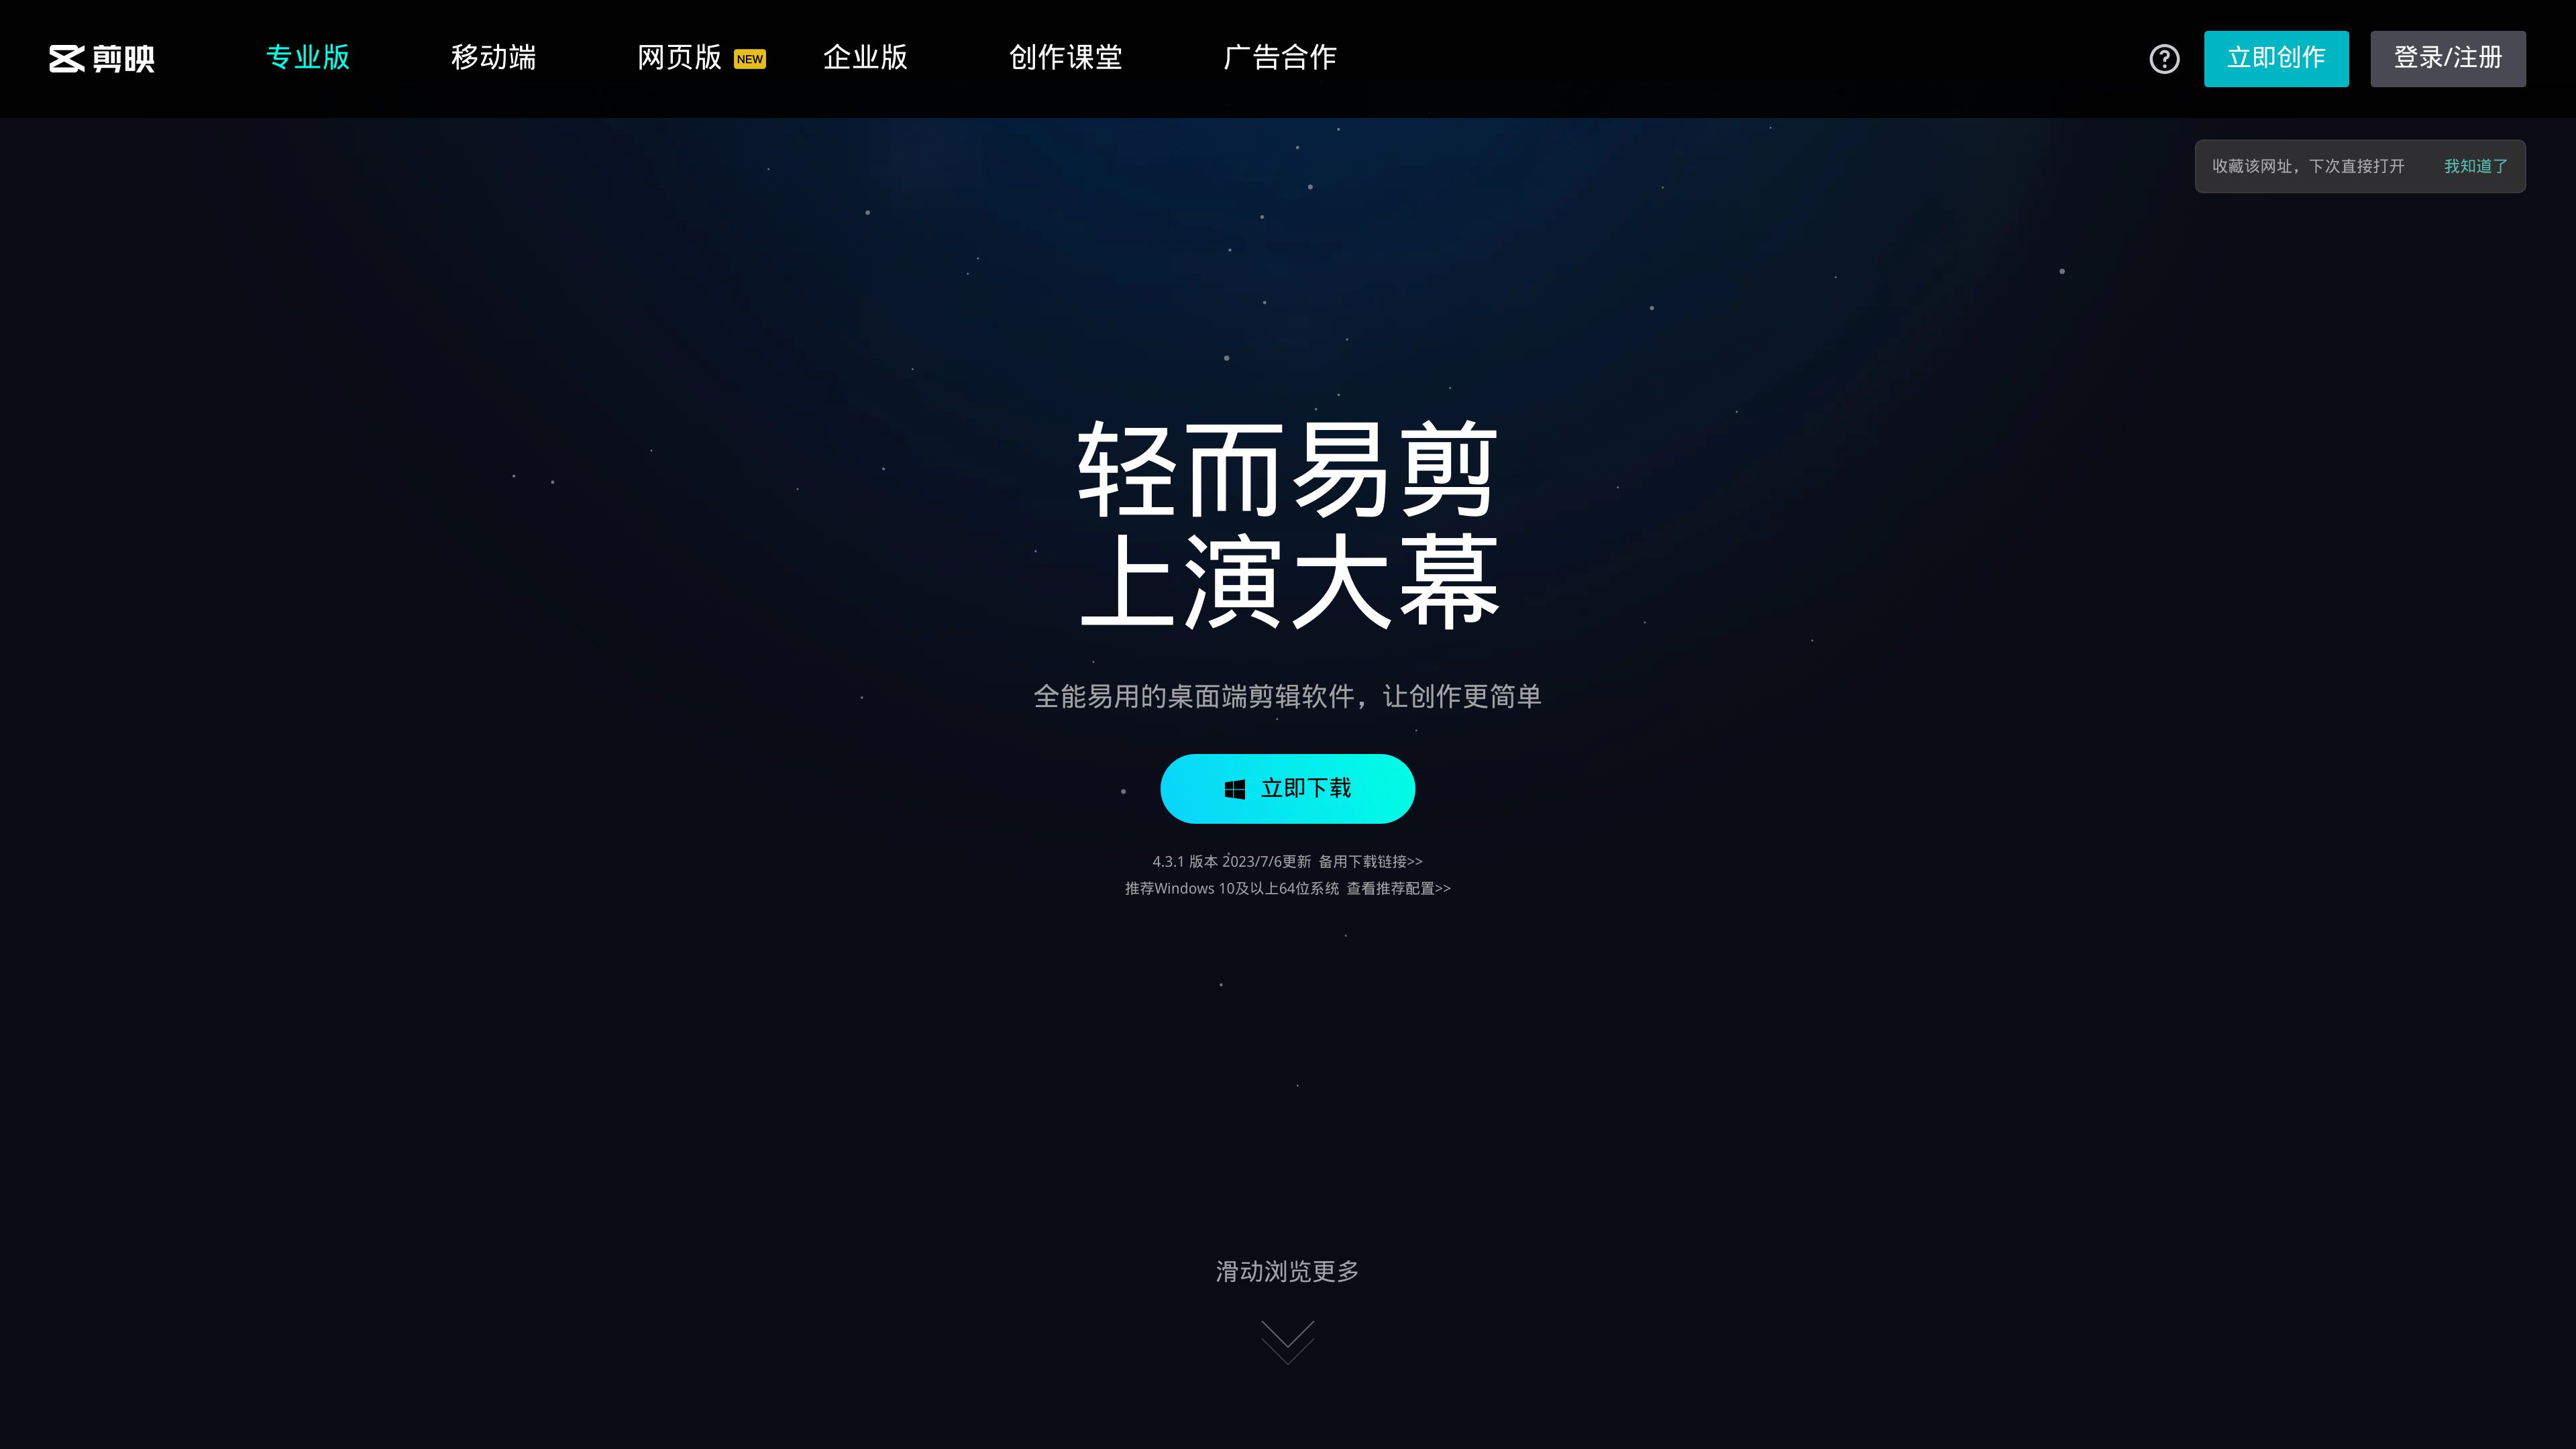 剪映 专业版 移动端 网页版 NEW 企业版 创作课堂 广告合作 立即创作 登录/注册
收藏该网址，下次直接打开 我知道了
轻而易剪
上演大幕
全能易用的桌面端剪辑软件，让创作更简单
立即下载
4.3.1 版本 2023/7/6更新 备用下载链接>>
推荐Windows 10及以上64位系统 查看推荐配置>>
滑动浏览更多